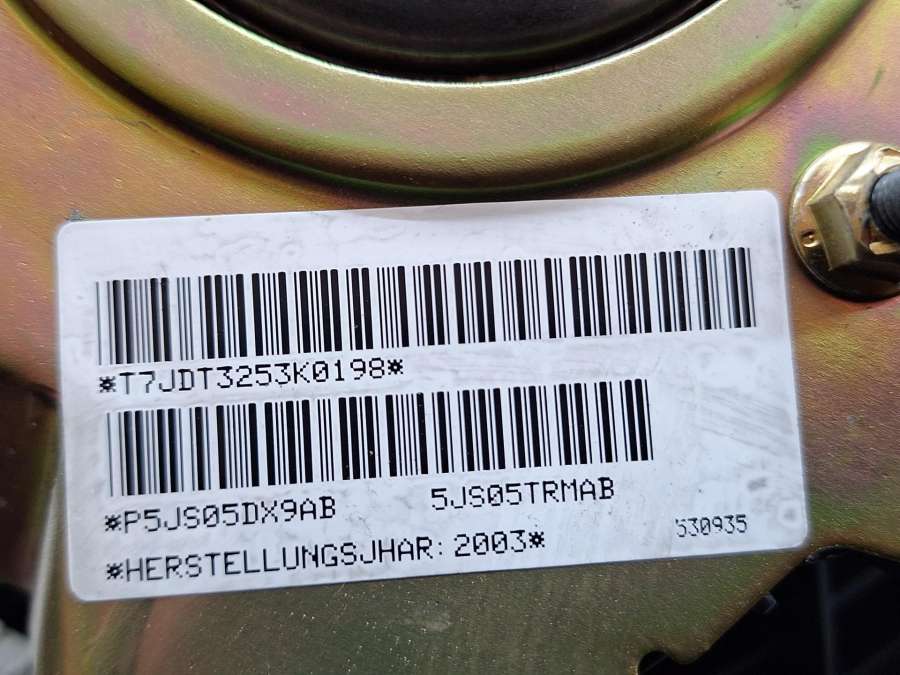 *T7JDT3253K0198*
*P5JS05DX9AB 5JS05TRMAB
*HERSTELLUNGSJHAR: 2003*
530935